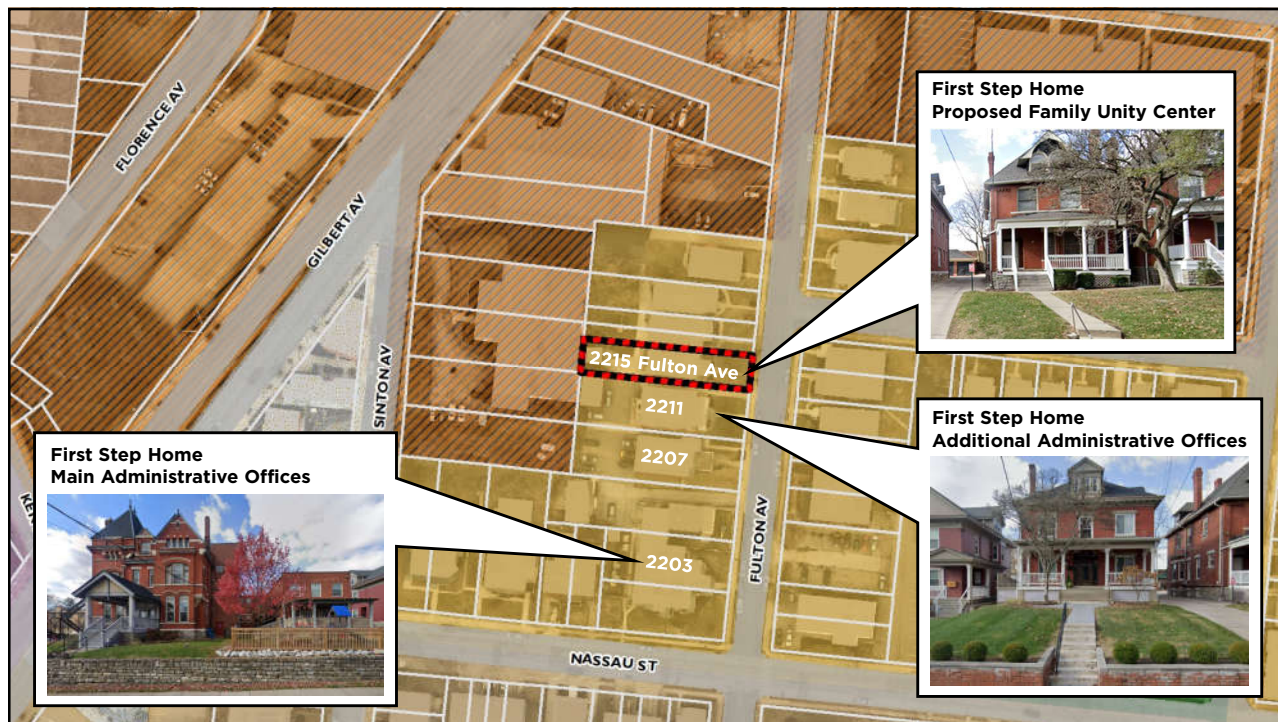 First Step Home
Proposed Family Unity Center
FLORENCE AV
GILBERT AV
SINTON AV
2215 Fulton Ave
2211
2207
2203
First Step Home
Additional Administrative Offices
First Step Home
Main Administrative Offices
FULTON AV
NASSAU ST